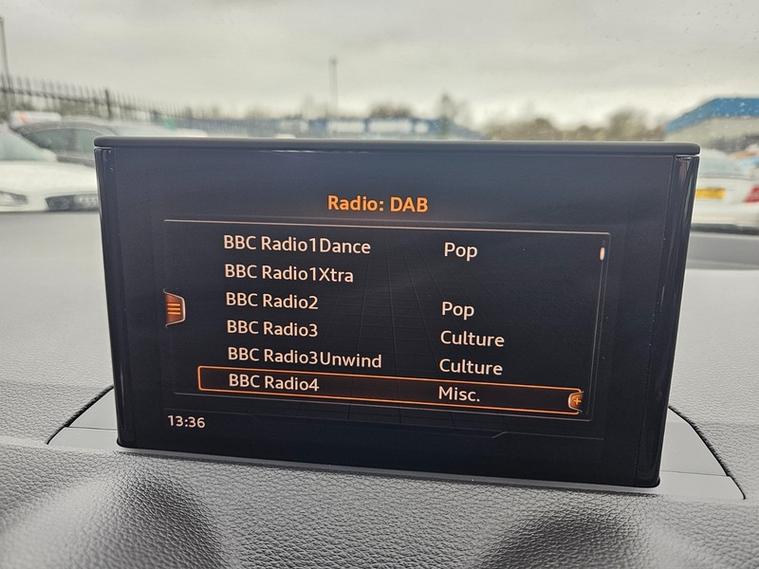 Radio: DAB
BBC Radio1Dance Pop
BBC Radio1Xtra
BBC Radio2 Pop
BBC Radio3 Culture
BBC Radio3Unwind Culture
BBC Radio4 Misc.
13:36